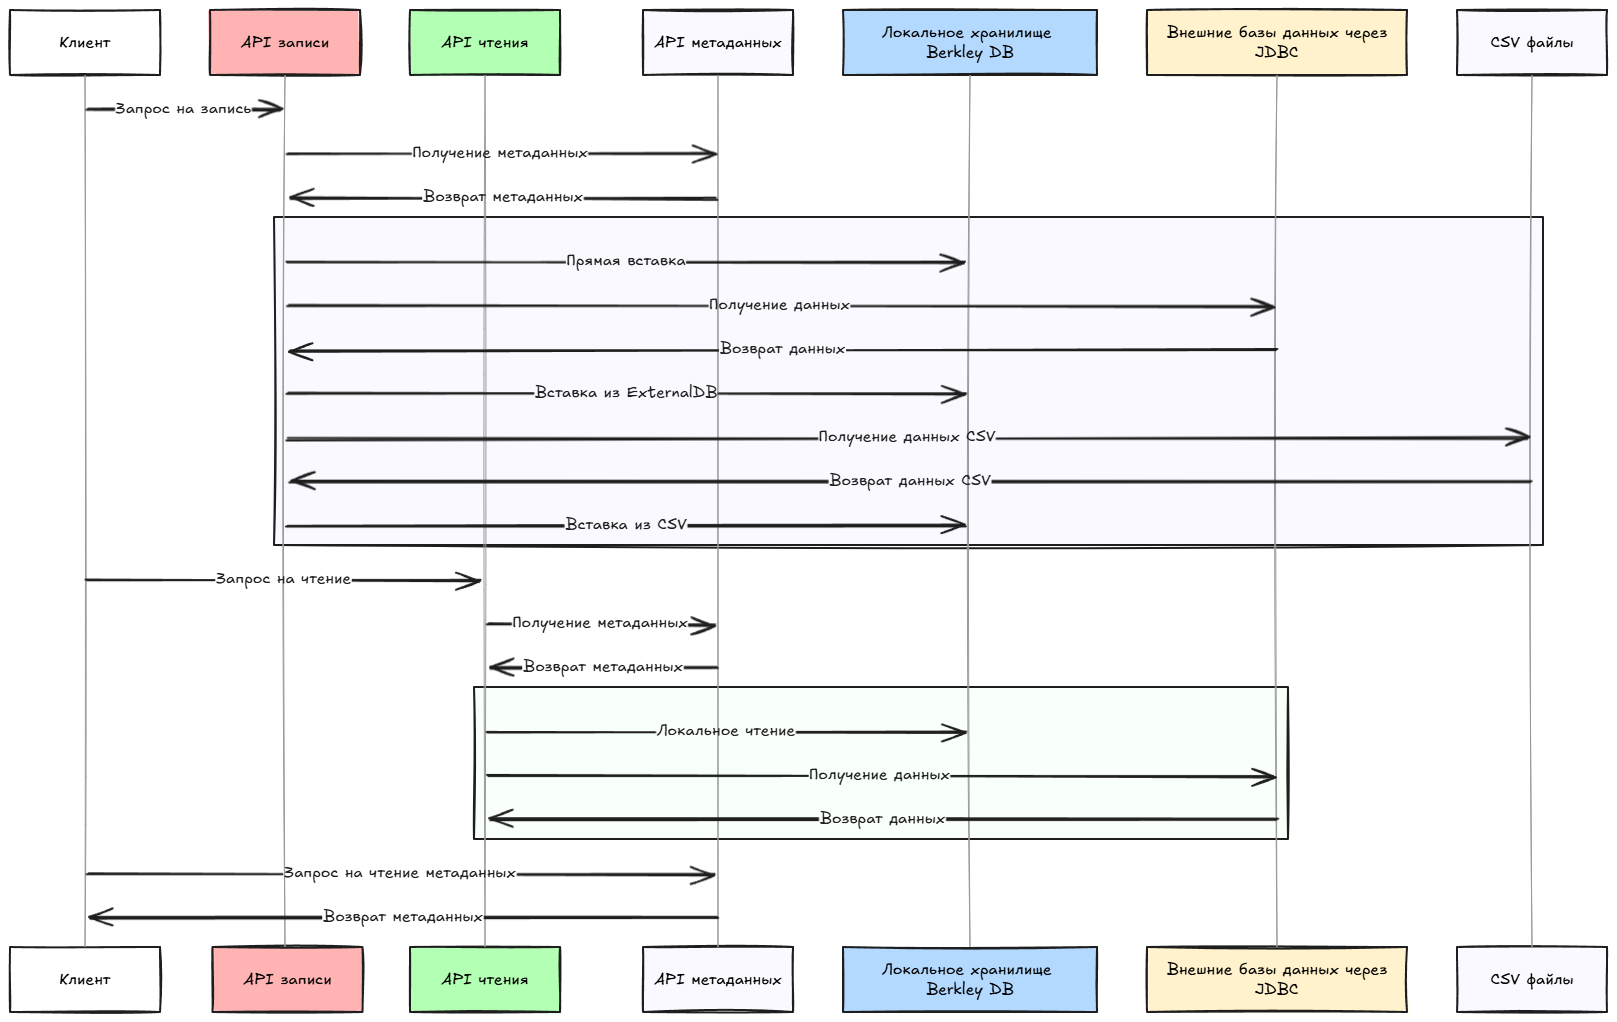 Клиент
API записи
API чтения
API метаданных
Локальное хранилище
Berkley DB
Внешние базы данных через
JDBC
CSV файлы
Запрос на запись
Получение метаданных
Возврат метаданных
Прямая вставка
Получение данных
Возврат данных
Вставка из ExternalDB
Получение данных CSV
Возврат данных CSV
Вставка из CSV
Запрос на чтение
Получение метаданных
Возврат метаданных
Локальное чтение
Получение данных
Возврат данных
Запрос на чтение метаданных
Возврат метаданных
Клиент
API записи
API чтения
API метаданных
Локальное хранилище
Berkley DB
Внешние базы данных через
JDBC
CSV файлы